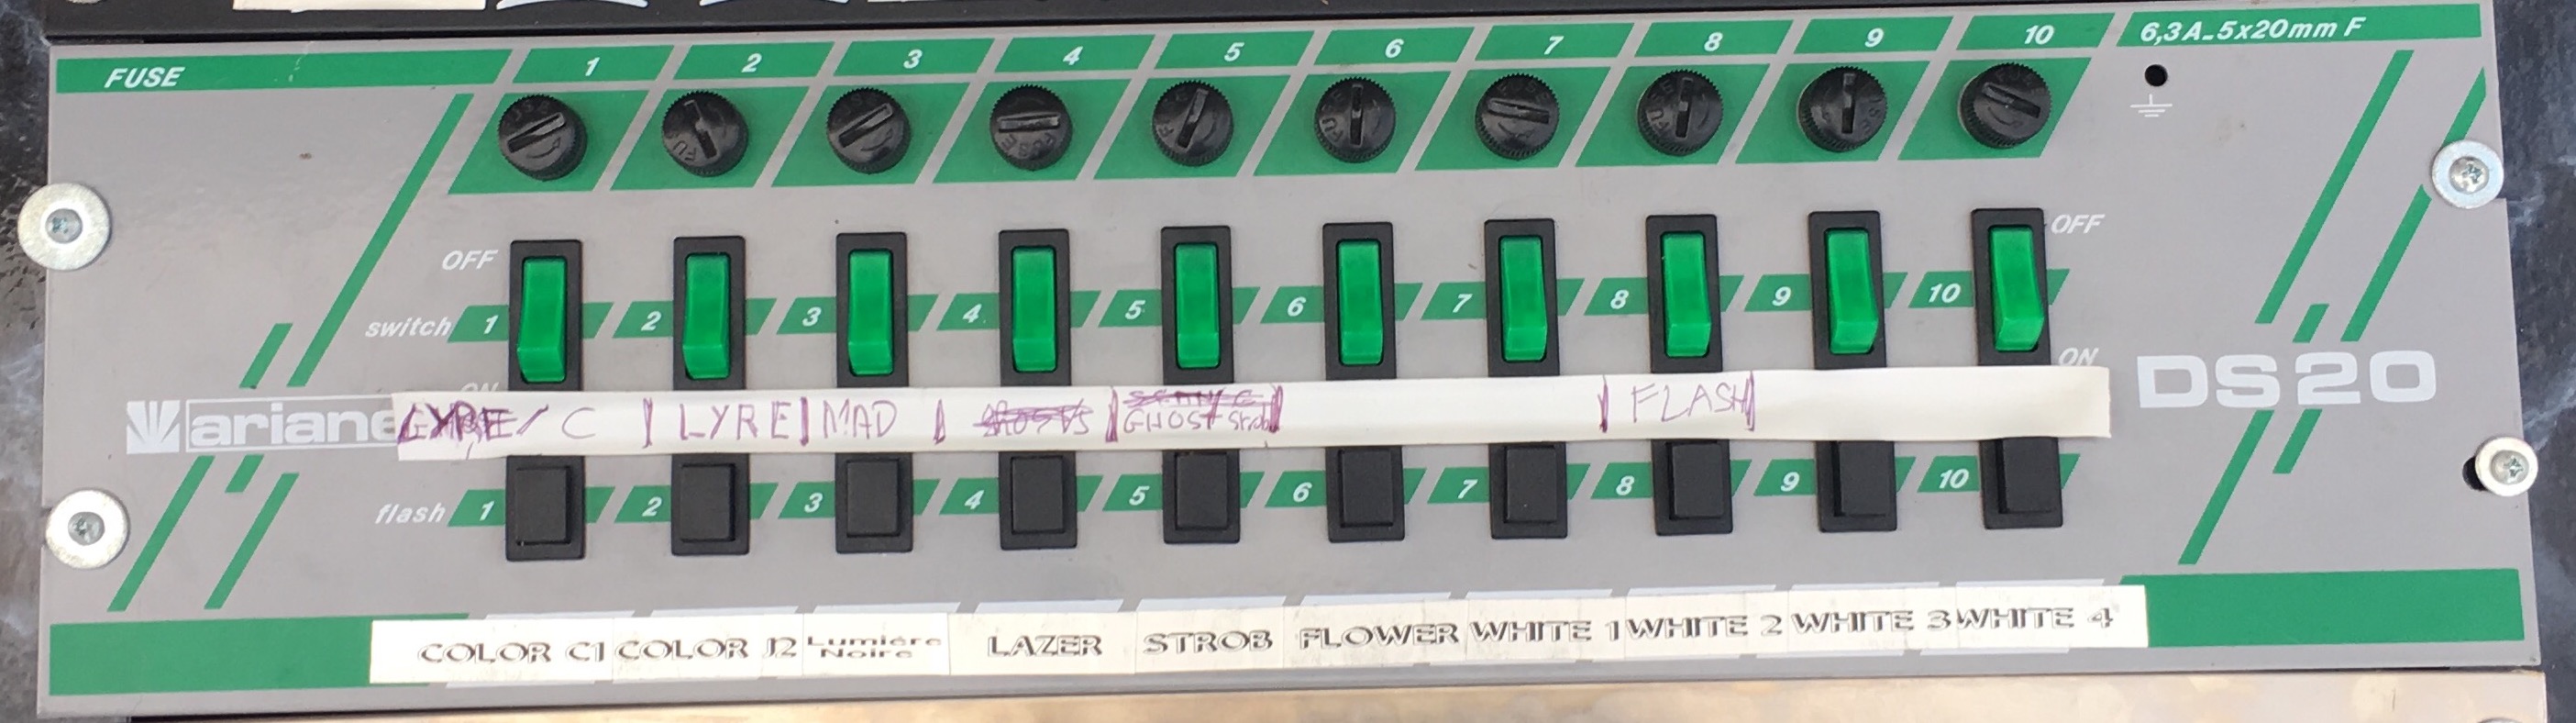 FUSE 1 2 3 4 5 6 7 8 9 10 6,3A-5x20mm F
OFF OFF
switch 1 2 3 4 5 6 7 8 9 10
ON
ariane DS20
C LYRE MAD GHOST Strob FLASH
flash 1 2 3 4 5 6 7 8 9 10
COLOR C1 COLOR J2 Lumiére Noire LAZER STROB FLOWER WHITE 1 WHITE 2 WHITE 3 WHITE 4